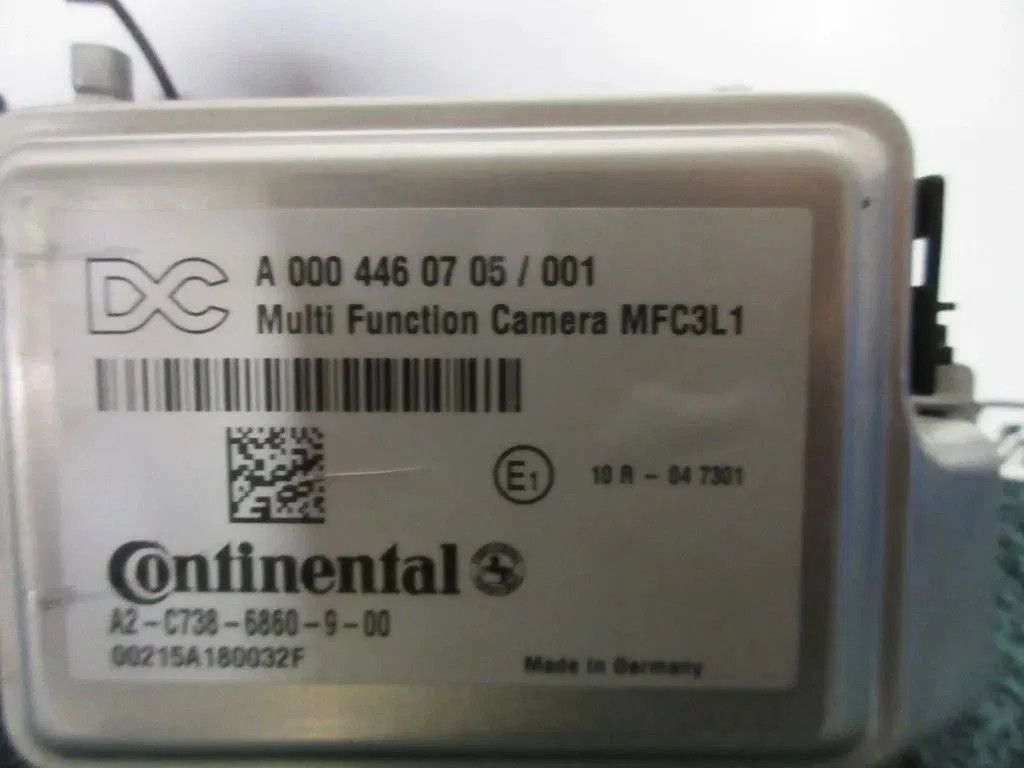 DC A 000 446 07 05 / 001
Multi Function Camera MFC3L1
E1 10 R - 04 7301
Continental
A2-C738-6860-9-00
00215A180032F
Made in Germany